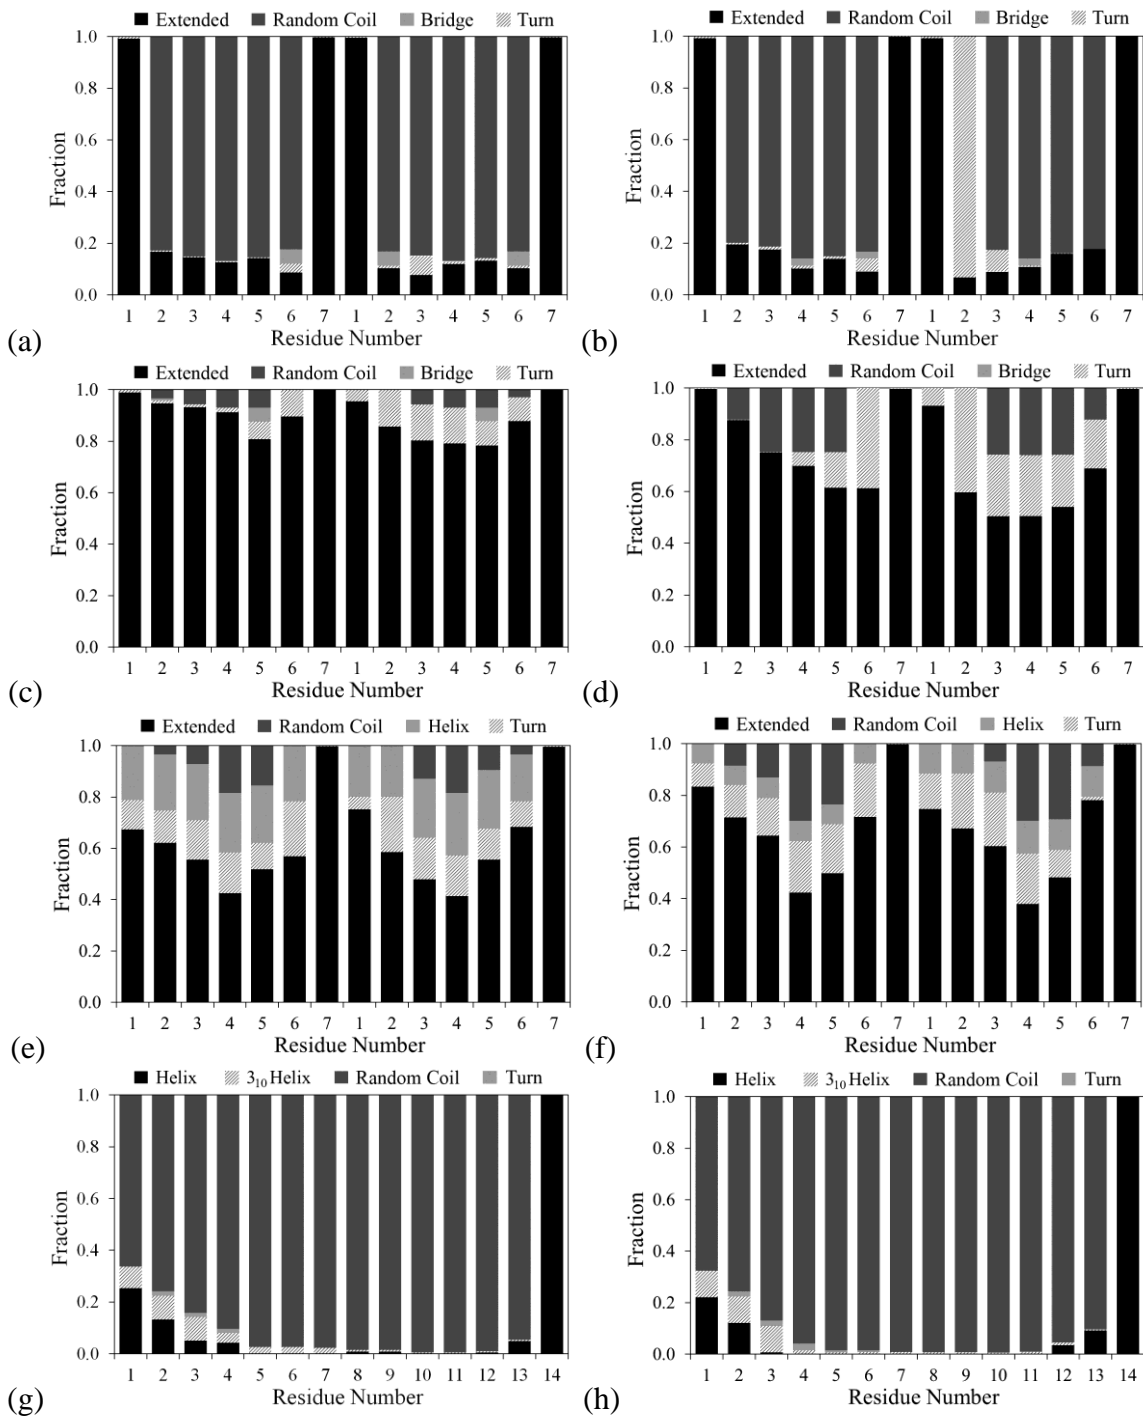 Extended Random Coil Bridge Turn
Extended Random Coil Bridge Turn
1.0
0.8
0.6
0.4
0.2
0.0
Fraction
1 2 3 4 5 6 7 1 2 3 4 5 6 7
Residue Number
(a)
1.0
0.8
0.6
0.4
0.2
0.0
Fraction
1 2 3 4 5 6 7 1 2 3 4 5 6 7
Residue Number
(b)
Extended Random Coil Bridge Turn
Extended Random Coil Bridge Turn
1.0
0.8
0.6
0.4
0.2
0.0
Fraction
1 2 3 4 5 6 7 1 2 3 4 5 6 7
Residue Number
(c)
1.0
0.8
0.6
0.4
0.2
0.0
Fraction
1 2 3 4 5 6 7 1 2 3 4 5 6 7
Residue Number
(d)
Extended Random Coil Helix Turn
Extended Random Coil Helix Turn
1.0
0.8
0.6
0.4
0.2
0.0
Fraction
1 2 3 4 5 6 7 1 2 3 4 5 6 7
Residue Number
(e)
1.0
0.8
0.6
0.4
0.2
0.0
Fraction
1 2 3 4 5 6 7 1 2 3 4 5 6 7
Residue Number
(f)
Helix 3₁₀ Helix Random Coil Turn
Helix 3₁₀ Helix Random Coil Turn
1.0
0.8
0.6
0.4
0.2
0.0
Fraction
1 2 3 4 5 6 7 8 9 10 11 12 13 14
Residue Number
(g)
1.0
0.8
0.6
0.4
0.2
0.0
Fraction
1 2 3 4 5 6 7 8 9 10 11 12 13 14
Residue Number
(h)